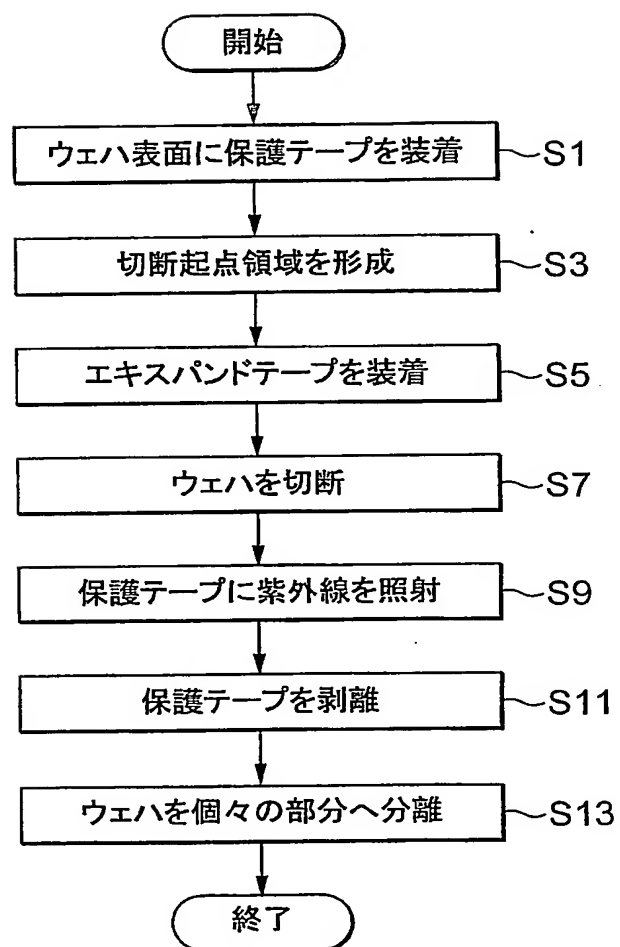 開始
ウェハ表面に保護テープを装着 S1
切断起点領域を形成 S3
エキスパンドテープを装着 S5
ウェハを切断 S7
保護テープに紫外線を照射 S9
保護テープを剥離 S11
ウェハを個々の部分へ分離 S13
終了